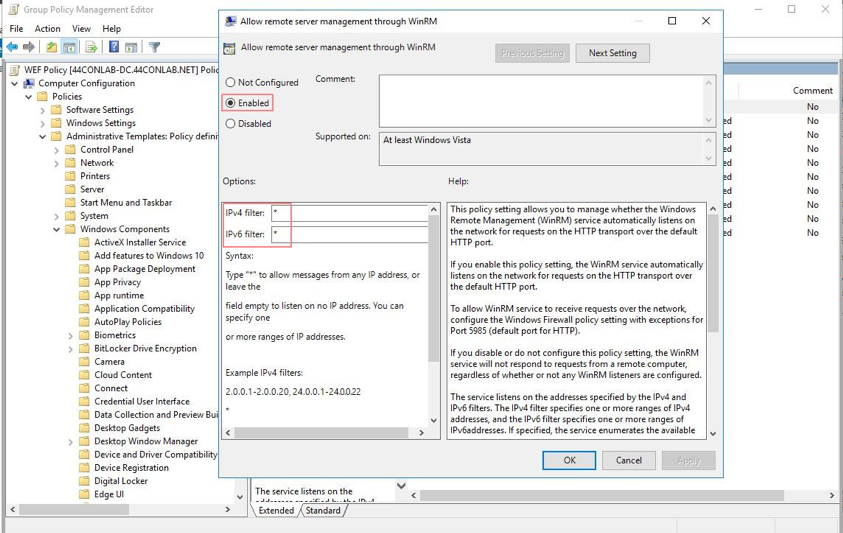 Group Policy Management Editor
File Action View Help
WEF Policy [44CONLAB-DC.44CONLAB.NET] Polic
Computer Configuration
Policies
Software Settings
Windows Settings
Administrative Templates: Policy definit
Control Panel
Network
Printers
Server
Start Menu and Taskbar
System
Windows Components
ActiveX Installer Service
Add features to Windows 10
App Package Deployment
App Privacy
App runtime
Application Compatibility
AutoPlay Policies
Biometrics
BitLocker Drive Encryption
Camera
Cloud Content
Connect
Credential User Interface
Data Collection and Preview Bui
Desktop Gadgets
Desktop Window Manager
Device and Driver Compatibility
Device Registration
Digital Locker
Edge UI
Allow remote server management through WinRM
Allow remote server management through WinRM
Previous Setting
Next Setting
Not Configured
Enabled
Disabled
Comment:
Supported on:
At least Windows Vista
Options:
IPv4 filter: *
IPv6 filter: *
Syntax:
Type "*" to allow messages from any IP address, or
leave the
field empty to listen on no IP address. You can
specify one
or more ranges of IP addresses.
Example IPv4 filters:
2.0.0.1-2.0.0.20, 24.0.0.1-24.0.0.22
*
Help:
This policy setting allows you to manage whether the Windows
Remote Management (WinRM) service automatically listens on
the network for requests on the HTTP transport over the default
HTTP port.
If you enable this policy setting, the WinRM service automatically
listens on the network for requests on the HTTP transport over
the default HTTP port.
To allow WinRM service to receive requests over the network,
configure the Windows Firewall policy setting with exceptions for
Port 5985 (default port for HTTP).
If you disable or do not configure this policy setting, the WinRM
service will not respond to requests from a remote computer,
regardless of whether or not any WinRM listeners are configured.
The service listens on the addresses specified by the IPv4 and
IPv6 filters. The IPv4 filter specifies one or more ranges of IPv4
addresses, and the IPv6 filter specifies one or more ranges of
IPv6addresses. If specified, the service enumerates the available
OK
Cancel
Apply
Comment
No
ed No
ed No
ed No
ed No
ed No
ed No
ed No
ed No
ed No
The service listens on the
Extended Standard